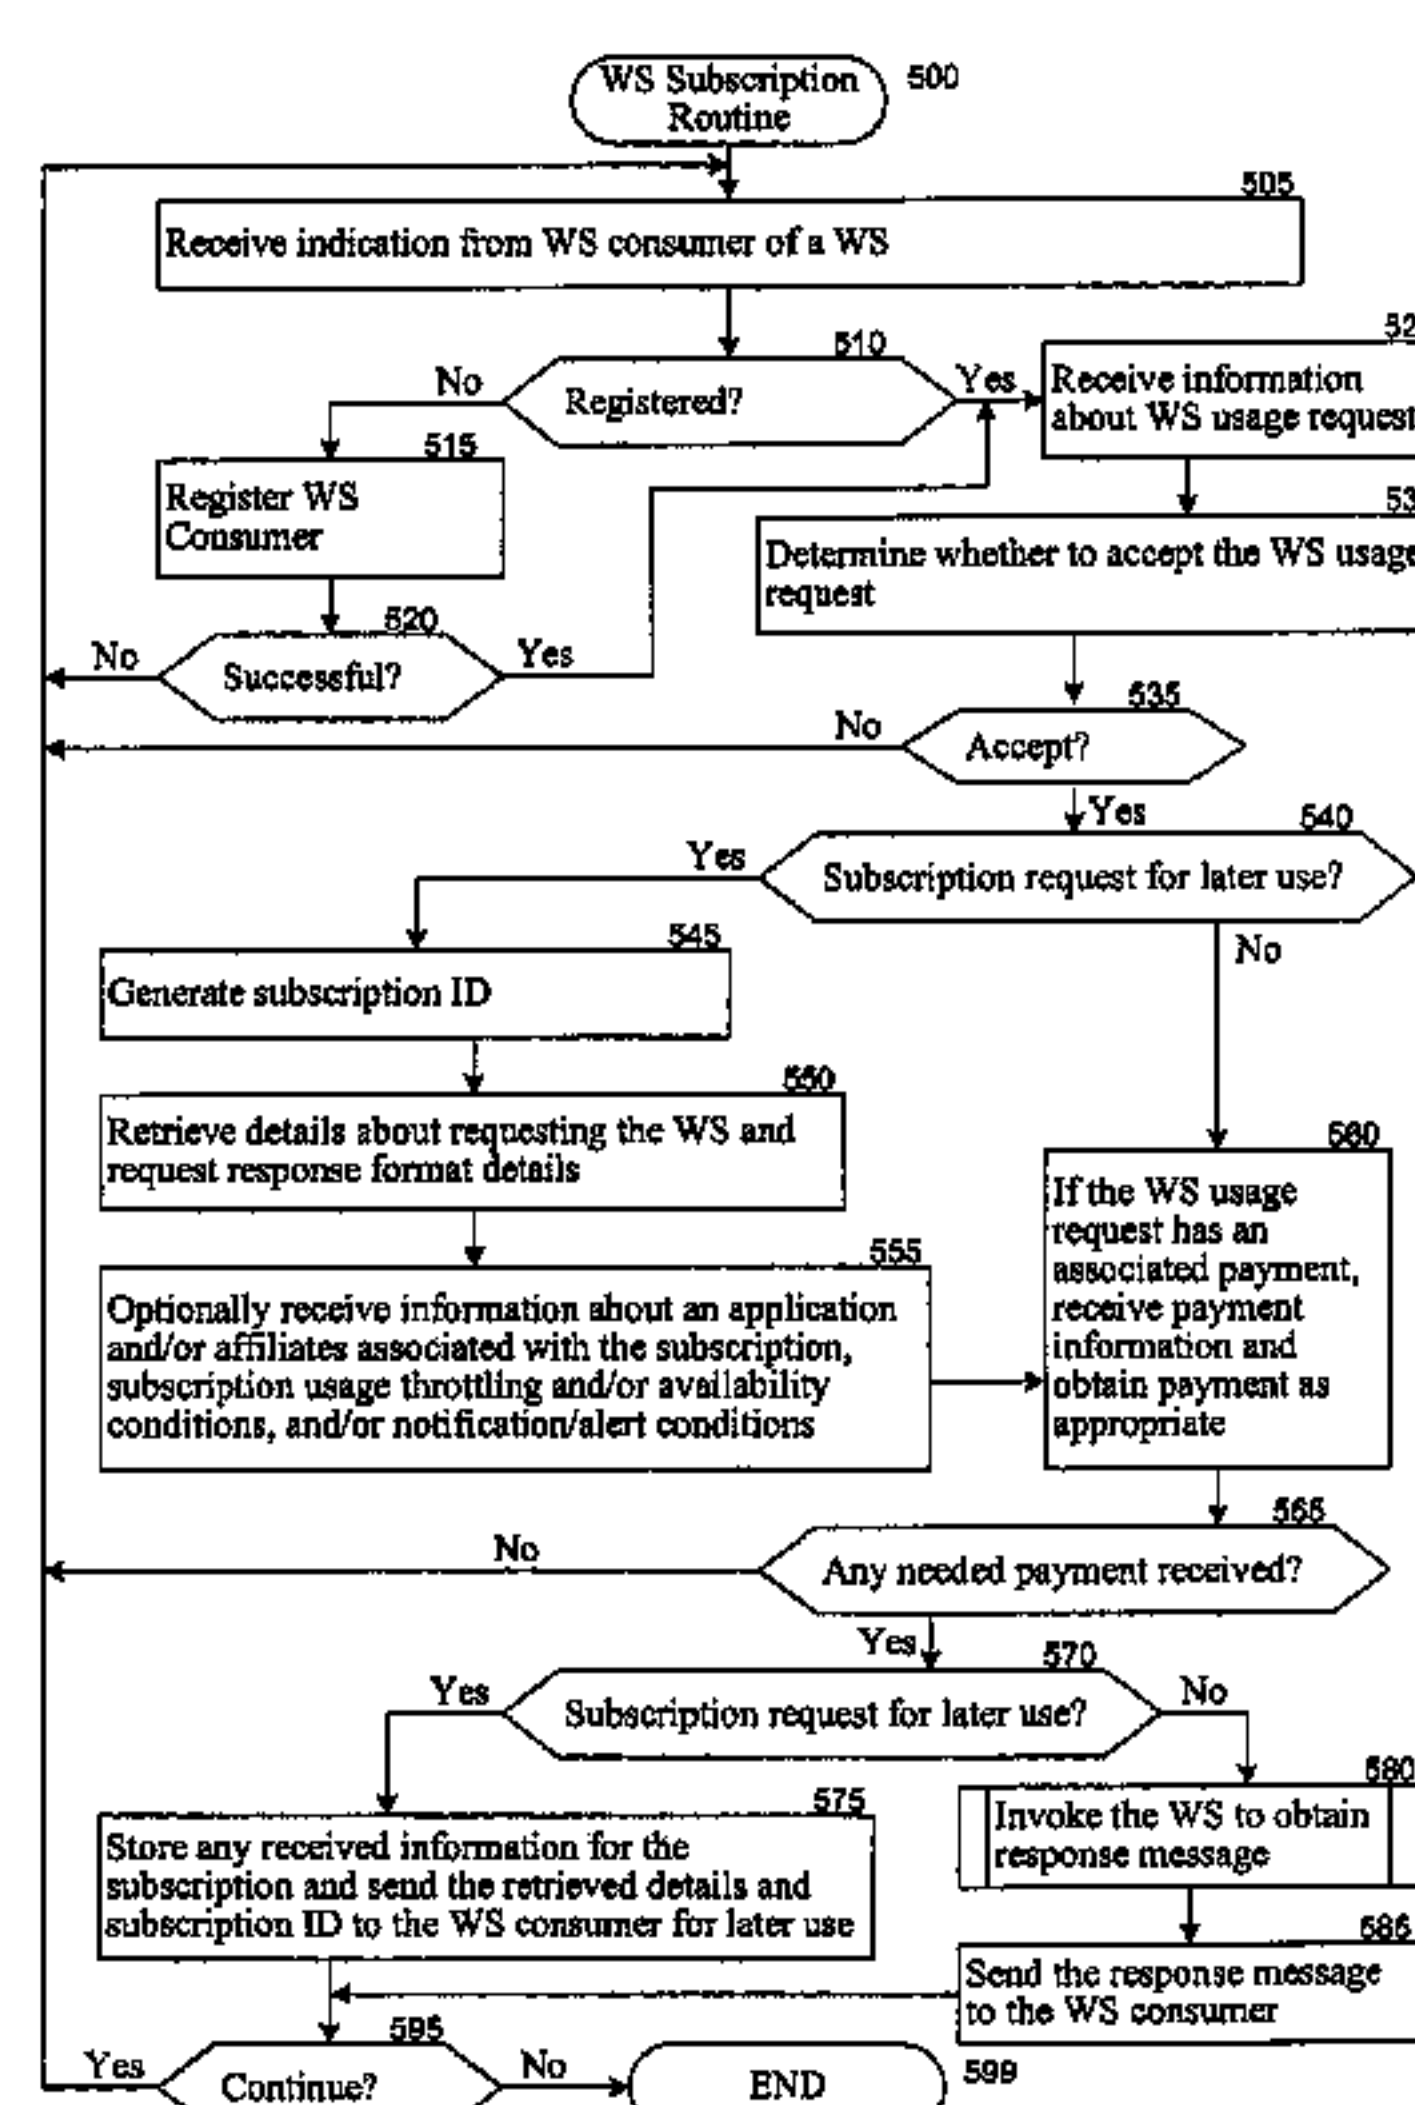 WS Subscription
Routine
500
505
Receive indication from WS consumer of a WS
510
Registered?
No
Yes
Receive information
about WS usage request
515
Register WS
Consumer
Determine whether to accept the WS usage
request
520
Successful?
No
Yes
535
Accept?
No
Yes
540
Subscription request for later use?
Yes
No
545
Generate subscription ID
550
Retrieve details about requesting the WS and
request response format details
555
Optionally receive information about an application
and/or affiliates associated with the subscription,
subscription usage throttling and/or availability
conditions, and/or notification/alert conditions
560
If the WS usage
request has an
associated payment,
receive payment
information and
obtain payment as
appropriate
565
Any needed payment received?
No
Yes
570
Subscription request for later use?
Yes
No
575
Store any received information for the
subscription and send the retrieved details and
subscription ID to the WS consumer for later use
580
Invoke the WS to obtain
response message
585
Send the response message
to the WS consumer
595
Continue?
Yes
No
END
599